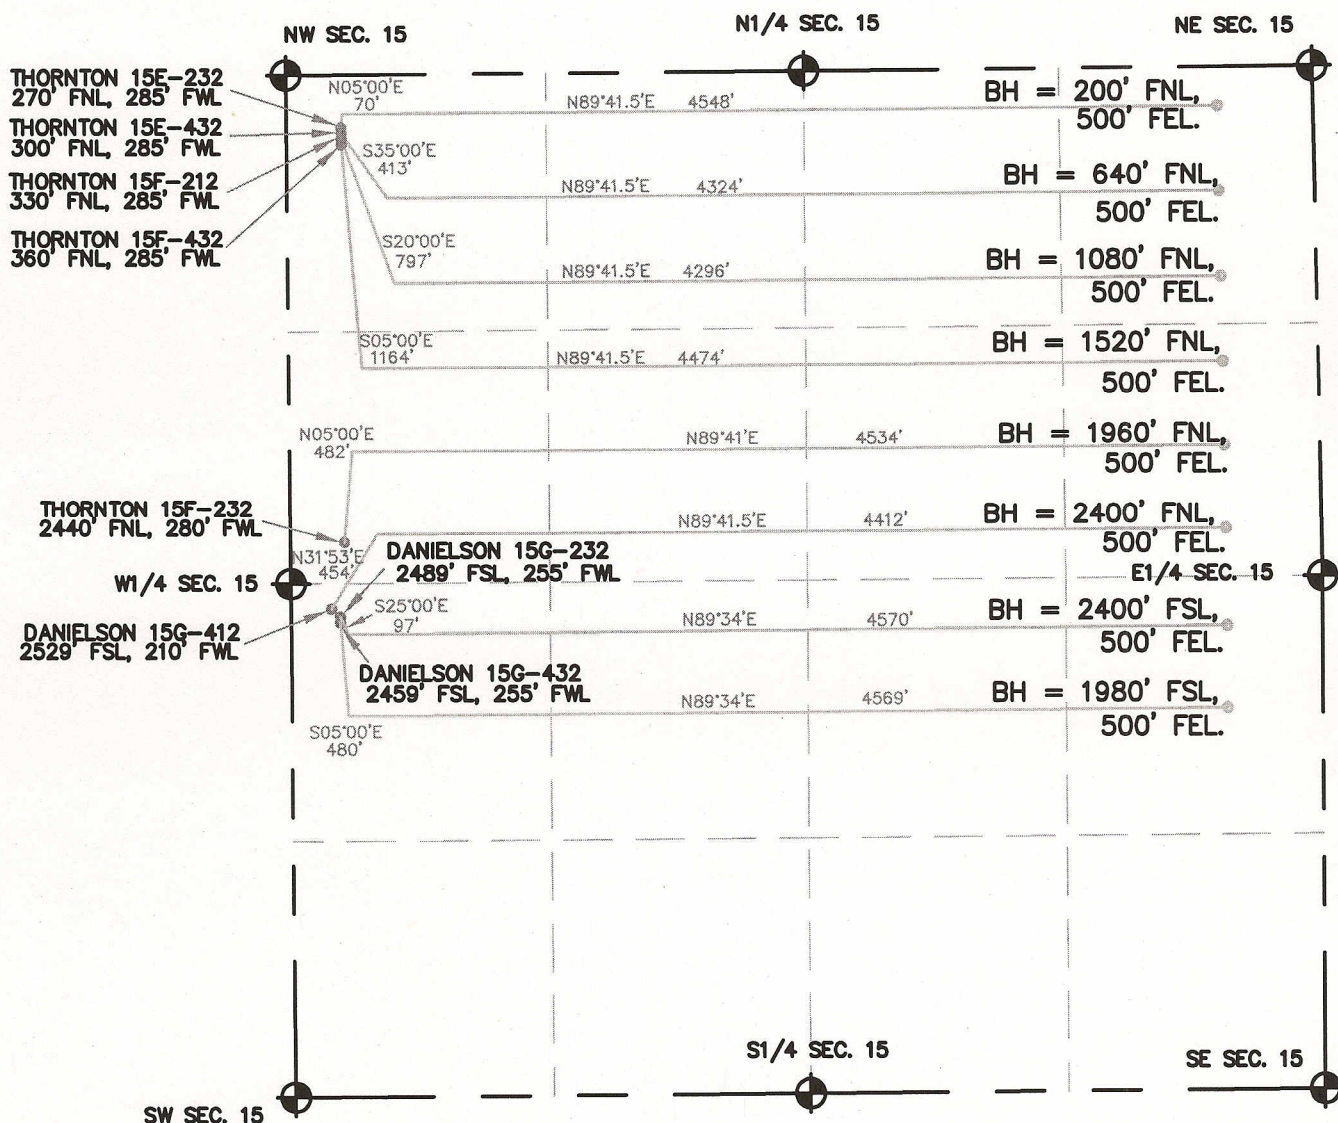 NW SEC. 15
N1/4 SEC. 15
NE SEC. 15
THORNTON 15E-232
270' FNL, 285' FWL
THORNTON 15E-432
300' FNL, 285' FWL
THORNTON 15F-212
330' FNL, 285' FWL
THORNTON 15F-432
360' FNL, 285' FWL
N05°00'E
70'
N89°41.5'E 4548'
BH = 200' FNL,
500' FEL.
S35°00'E
413'
N89°41.5'E 4324'
BH = 640' FNL,
500' FEL.
S20°00'E
797'
N89°41.5'E 4296'
BH = 1080' FNL,
500' FEL.
S05°00'E
1164'
N89°41.5'E 4474'
BH = 1520' FNL,
500' FEL.
N05°00'E
482'
N89°41'E 4534'
BH = 1960' FNL,
500' FEL.
THORNTON 15F-232
2440' FNL, 280' FWL
N89°41.5'E 4412'
BH = 2400' FNL,
500' FEL.
N31°53'E
454'
DANIELSON 15G-232
2489' FSL, 255' FWL
W1/4 SEC. 15
E1/4 SEC. 15
DANIELSON 15G-412
2529' FSL, 210' FWL
S25°00'E
97'
N89°34'E 4570'
BH = 2400' FSL,
500' FEL.
DANIELSON 15G-432
2459' FSL, 255' FWL
N89°34'E 4569'
BH = 1980' FSL,
500' FEL.
S05°00'E
480'
S1/4 SEC. 15
SE SEC. 15
SW SEC. 15